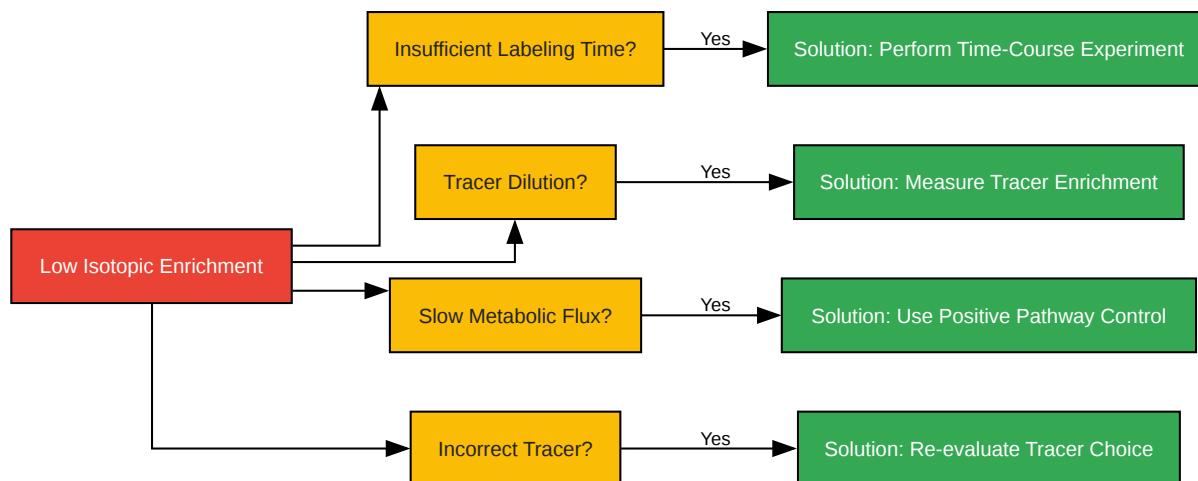 Insufficient Labeling Time?
Yes
Solution: Perform Time-Course Experiment
Tracer Dilution?
Yes
Solution: Measure Tracer Enrichment
Low Isotopic Enrichment
Slow Metabolic Flux?
Yes
Solution: Use Positive Pathway Control
Incorrect Tracer?
Yes
Solution: Re-evaluate Tracer Choice